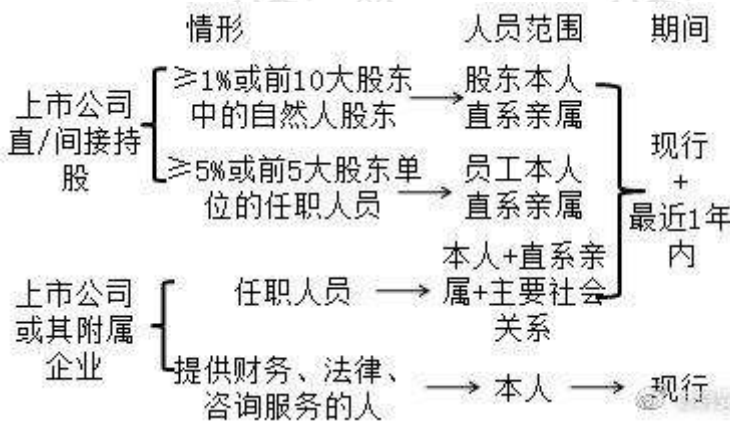 情形 人员范围 期间
上市公司
直/间接持
股
≥1%或前10大股东
中的自然人股东
股东本人
直系亲属
≥5%或前5大股东单
位的任职人员
员工本人
直系亲属
现行
+
最近1年
内
上市公司
或其附属
企业
任职人员
本人+直系亲
属+主要社会
关系
提供财务、法律、
咨询服务的人
本人
现行